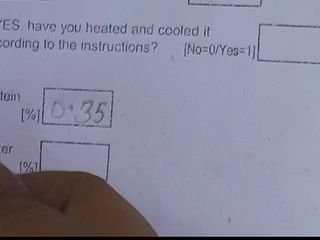 YES, have you heated and cooled it
cording to the instructions? [No=0/Yes=1]
tein
[%] 0.35
er
[%]